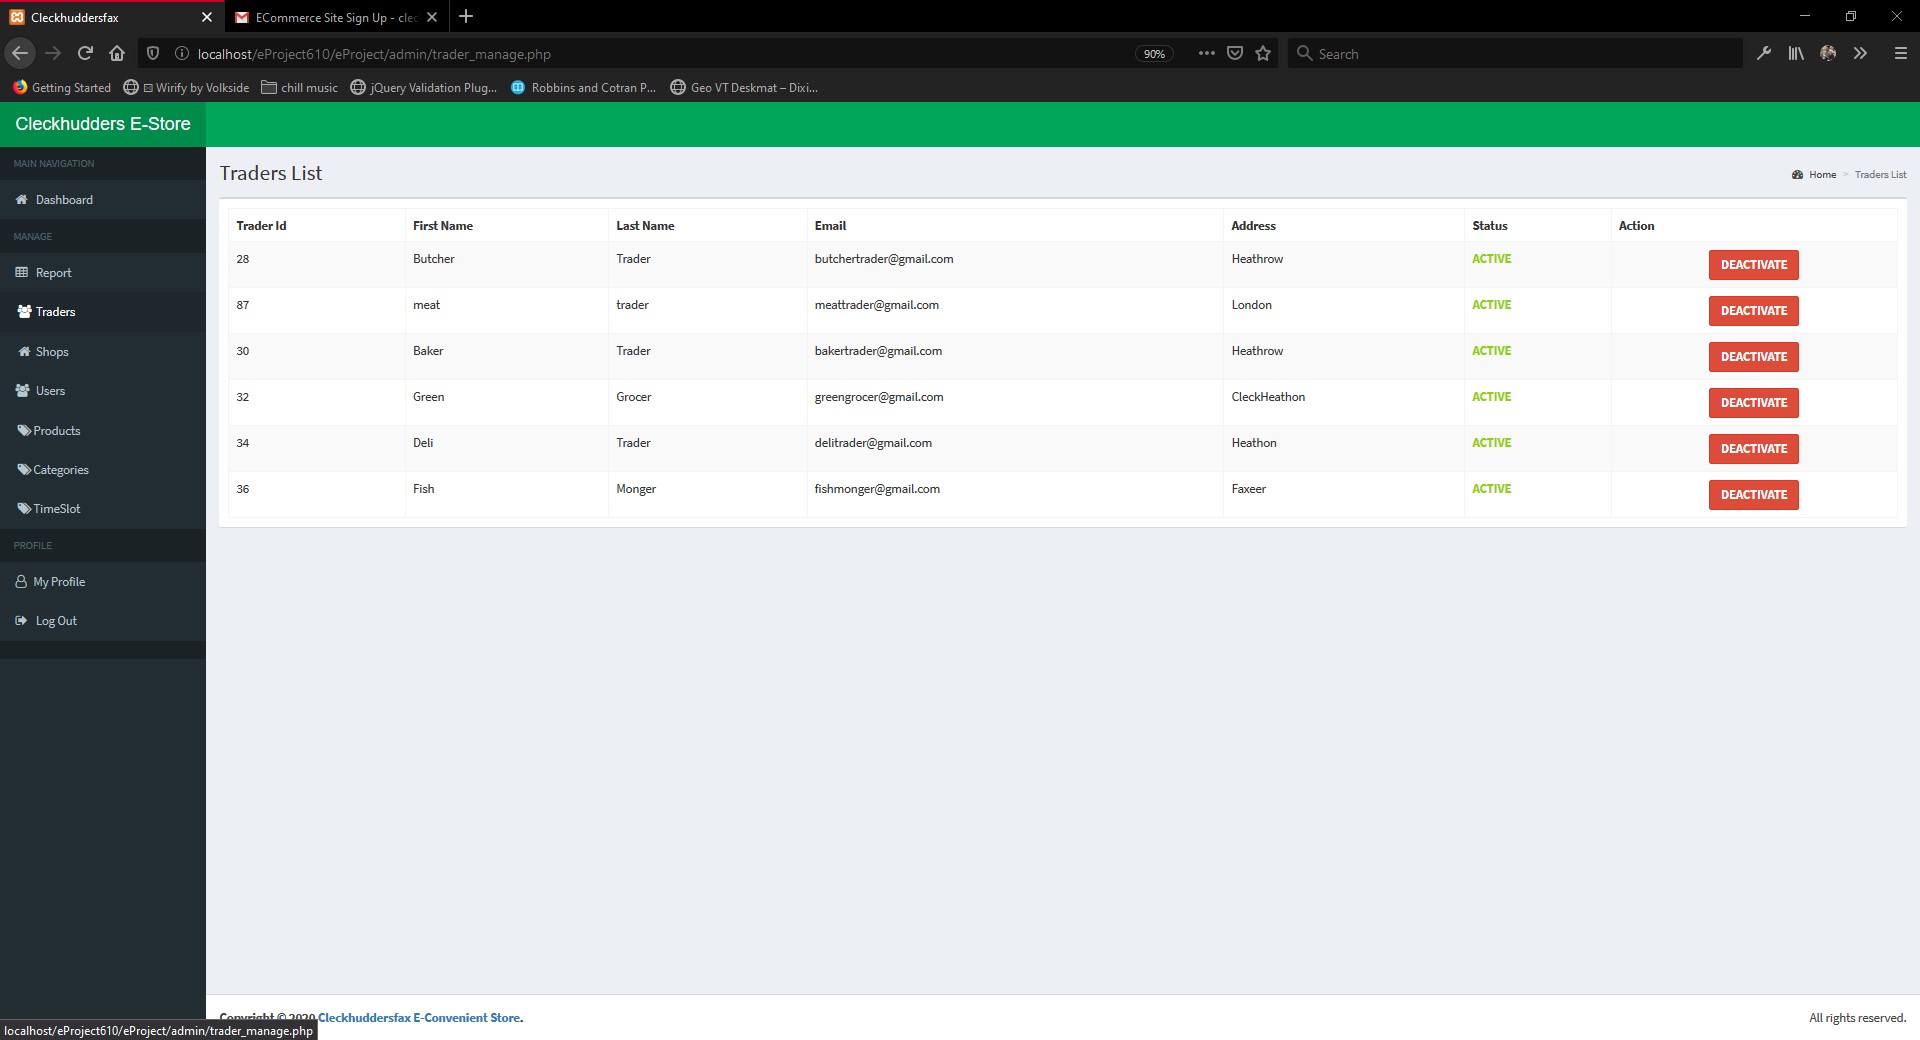 Cleckhuddersfax
ECommerce Site Sign Up - clec
localhost/eProject610/eProject/admin/trader_manage.php
90%
Search
Getting Started
Wirify by Volkside
chill music
jQuery Validation Plug...
Robbins and Cotran P...
Geo VT Deskmat – Dixi...
Cleckhudders E-Store
MAIN NAVIGATION
Dashboard
MANAGE
Report
Traders
Shops
Users
Products
Categories
TimeSlot
PROFILE
My Profile
Log Out
Traders List
Home > Traders List
Trader Id First Name Last Name Email Address Status Action
28 Butcher Trader butchertrader@gmail.com Heathrow ACTIVE DEACTIVATE
87 meat trader meattrader@gmail.com London ACTIVE DEACTIVATE
30 Baker Trader bakertrader@gmail.com Heathrow ACTIVE DEACTIVATE
32 Green Grocer greengrocer@gmail.com CleckHeathon ACTIVE DEACTIVATE
34 Deli Trader delitrader@gmail.com Heathon ACTIVE DEACTIVATE
36 Fish Monger fishmonger@gmail.com Faxeer ACTIVE DEACTIVATE
Copyright © 2020 Cleckhuddersfax E-Convenient Store.
All rights reserved.
localhost/eProject610/eProject/admin/trader_manage.php